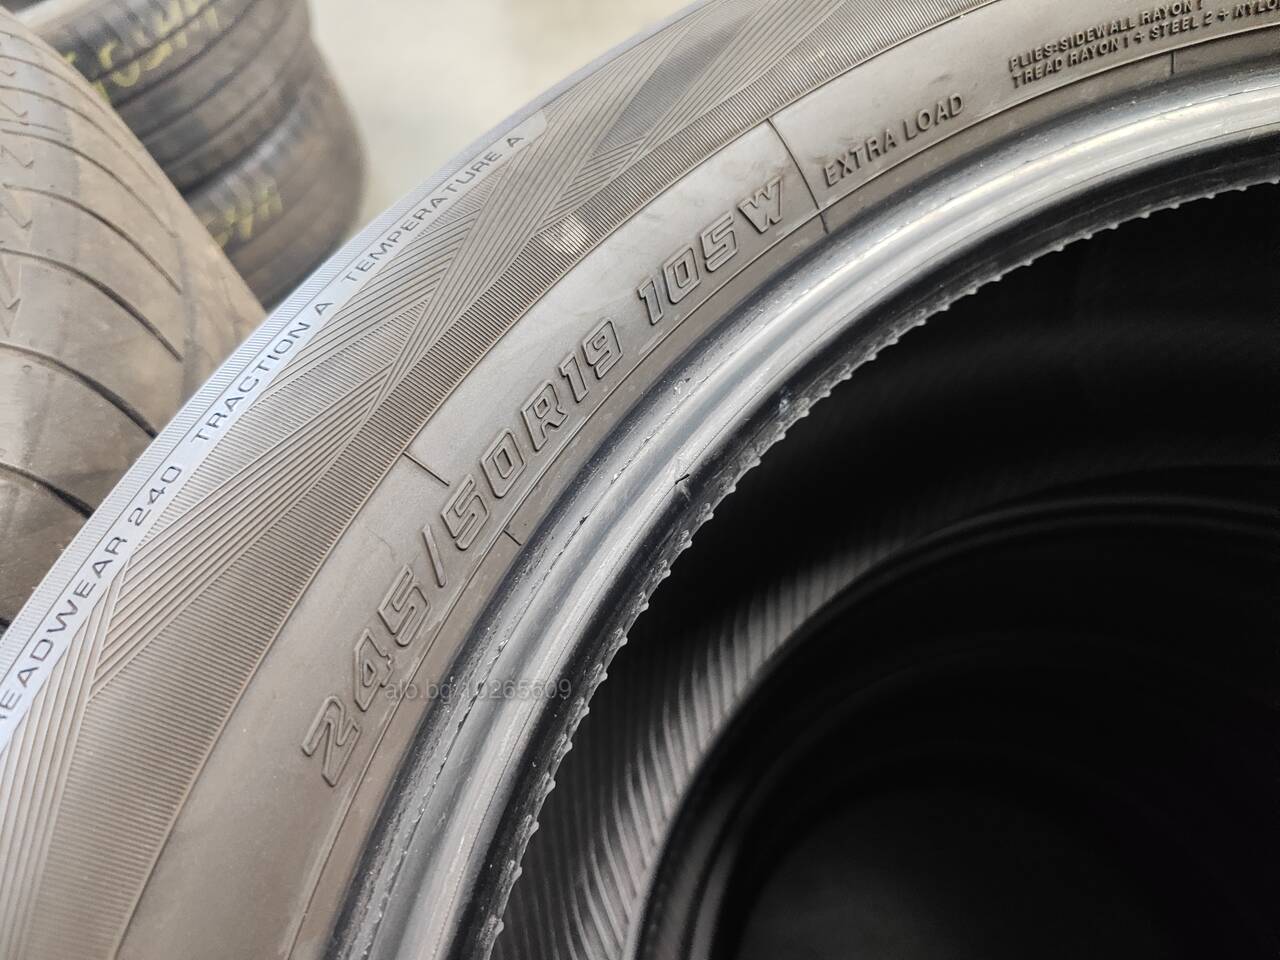 PLIES:SIDEWALL RAYON 1
TREAD RAYON 1 + STEEL 2 + NYLO
EXTRA LOAD
245/50R19 105W
READWEAR 240 TRACTION A TEMPERATURE A
alo.bg 10265609